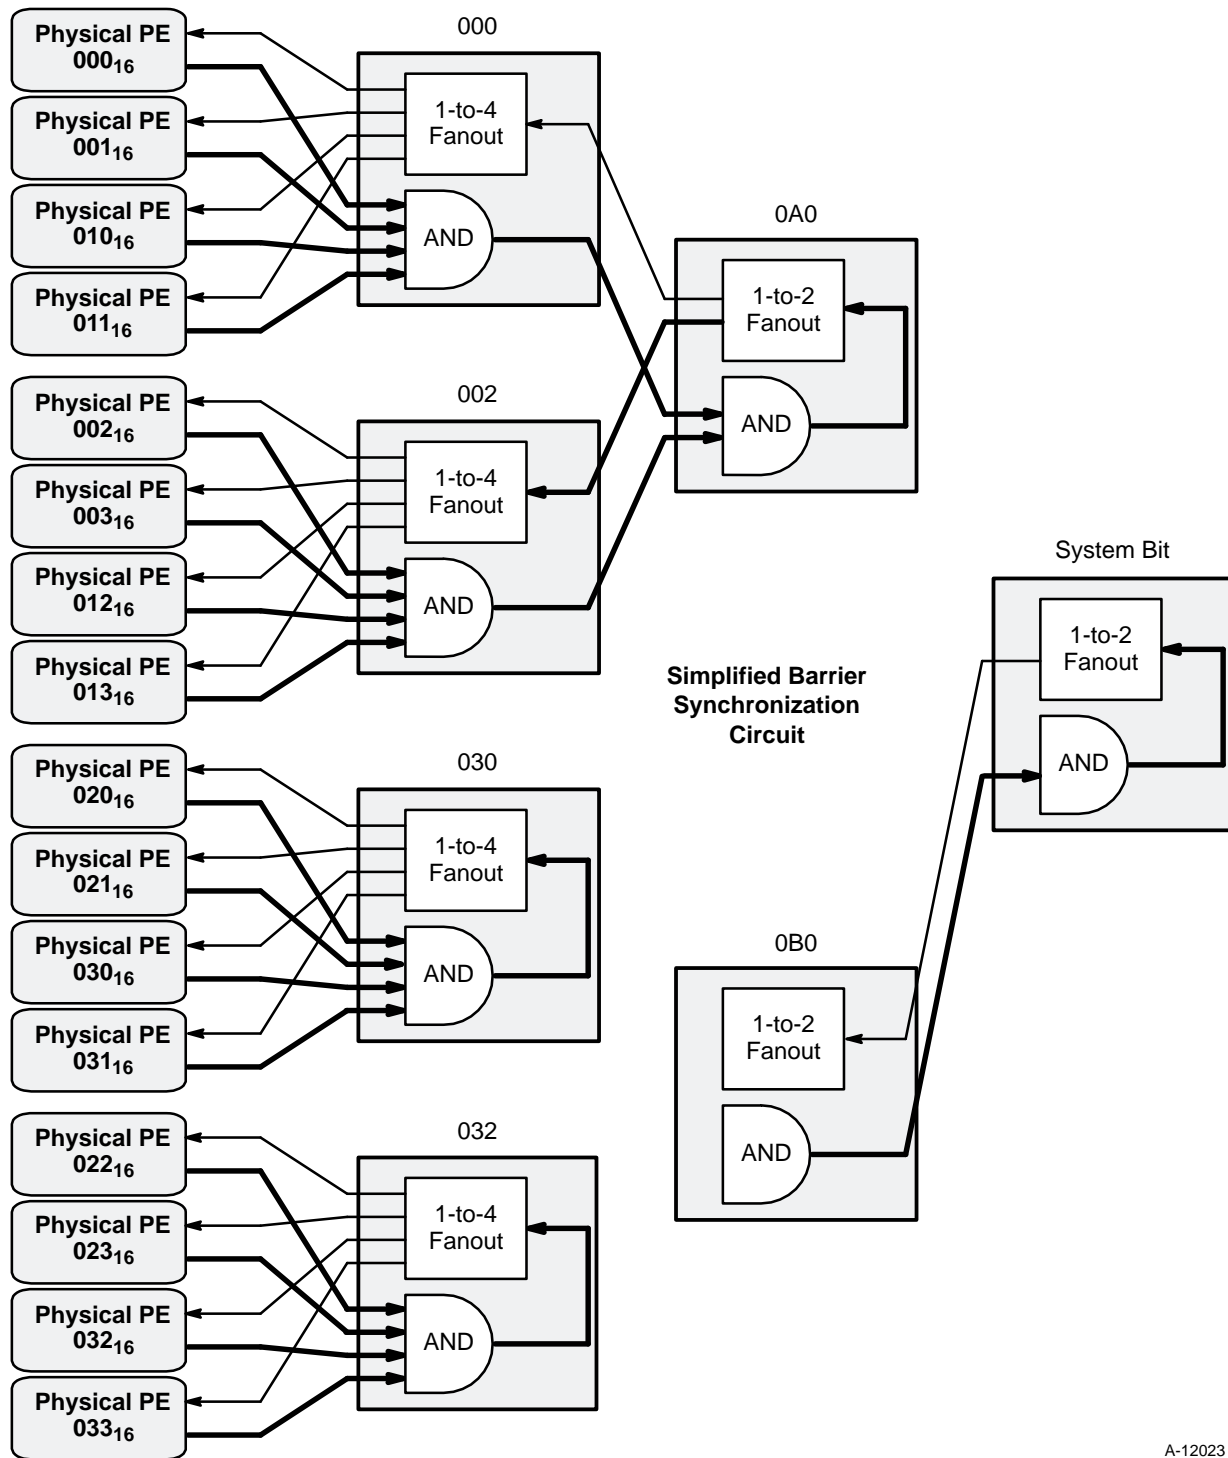 000
Physical PE
000₁₆
Physical PE
001₁₆
Physical PE
010₁₆
Physical PE
011₁₆
1-to-4
Fanout
AND
0A0
1-to-2
Fanout
AND
002
Physical PE
002₁₆
Physical PE
003₁₆
Physical PE
012₁₆
Physical PE
013₁₆
1-to-4
Fanout
AND
System Bit
1-to-2
Fanout
AND
Simplified Barrier
Synchronization
Circuit
030
Physical PE
020₁₆
Physical PE
021₁₆
Physical PE
030₁₆
Physical PE
031₁₆
1-to-4
Fanout
AND
0B0
1-to-2
Fanout
AND
032
Physical PE
022₁₆
Physical PE
023₁₆
Physical PE
032₁₆
Physical PE
033₁₆
1-to-4
Fanout
AND
A-12023